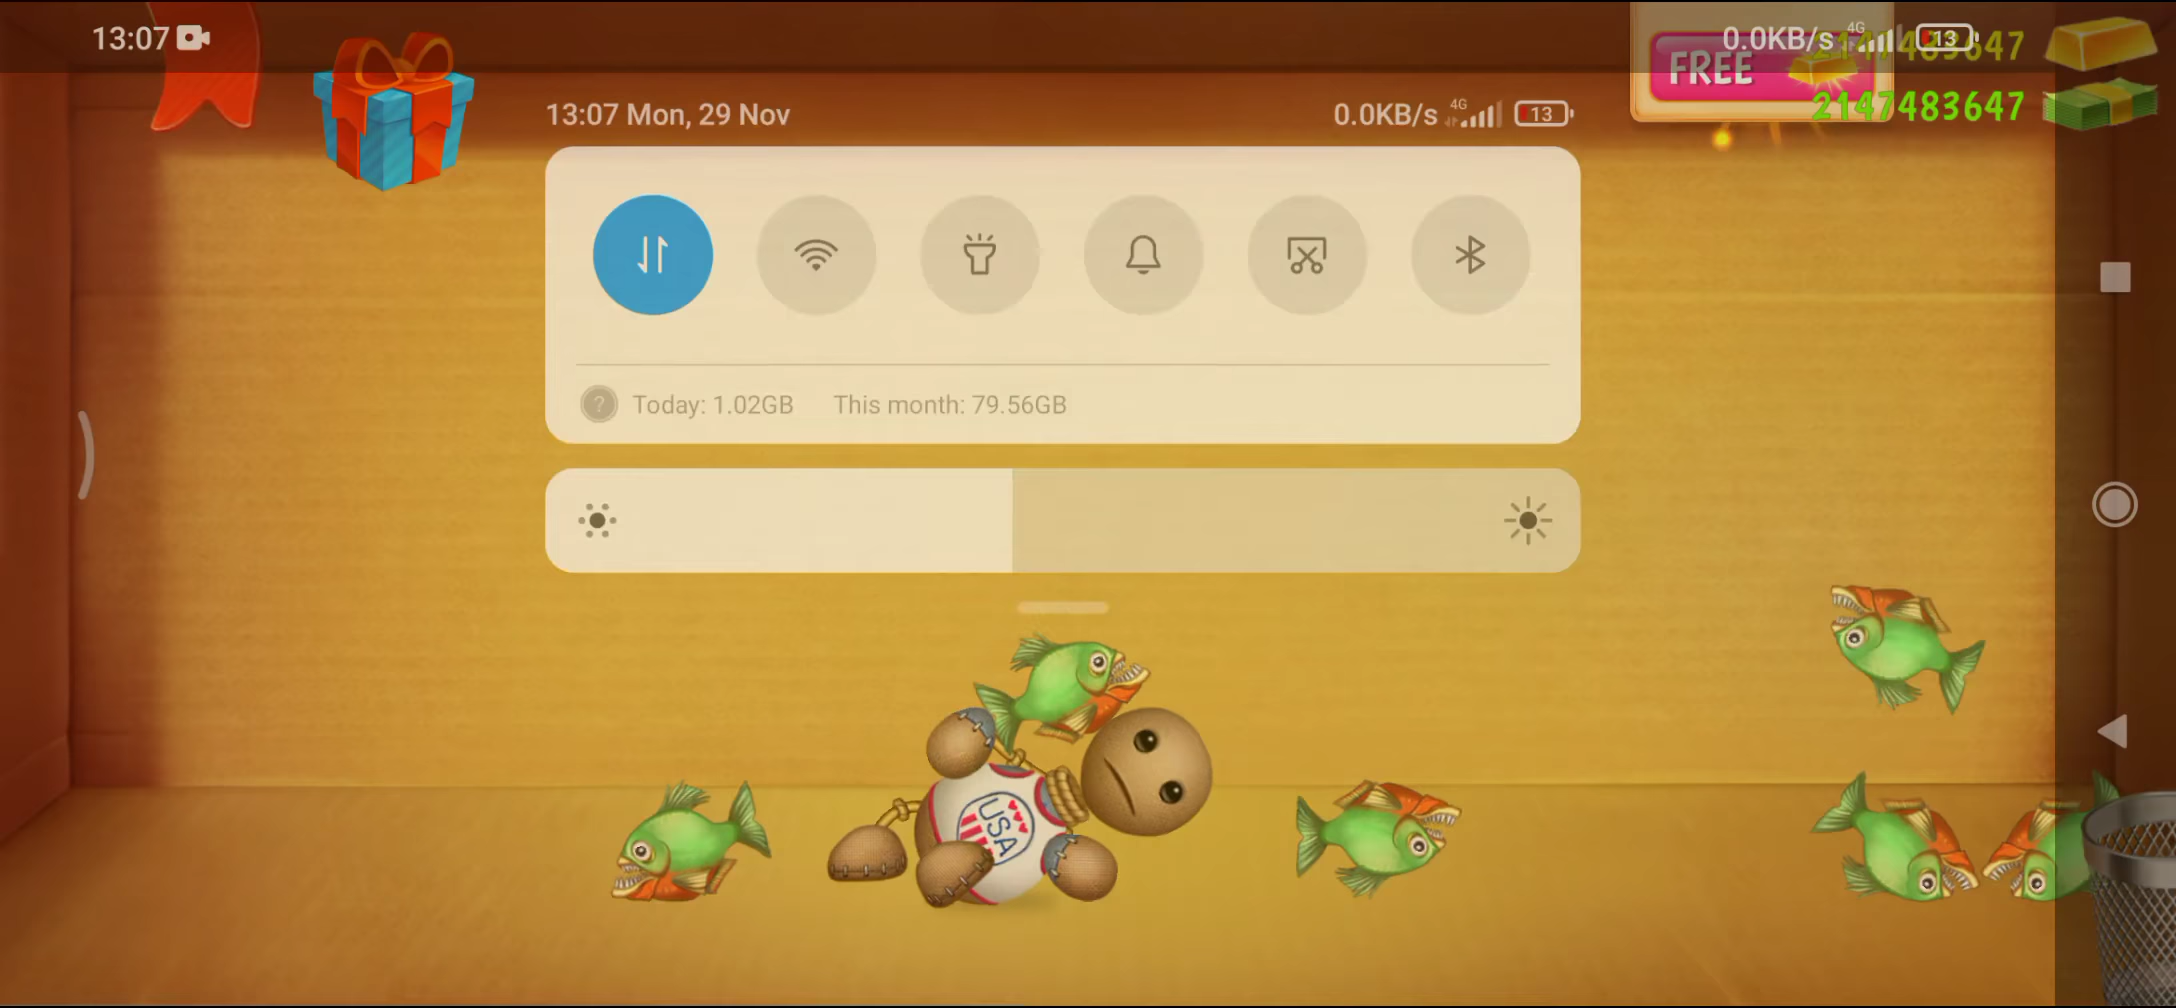 13:07
0.0KB/s 4G 13
FREE
2147483647
2147483647
13:07 Mon, 29 Nov
0.0KB/s 4G 13
Today: 1.02GB This month: 79.56GB
USA